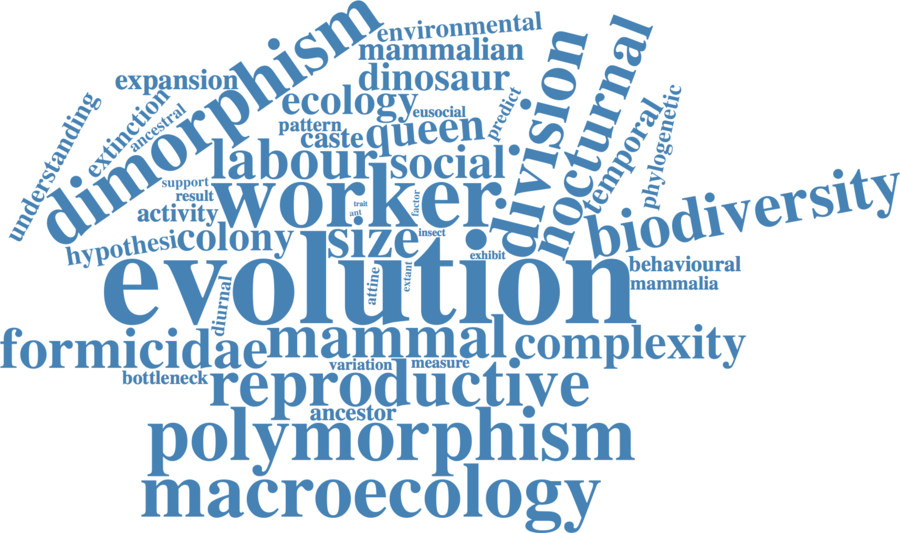 environmental
mammalian
dimorphism
expansion
dinosaur
division
nocturnal
ecology
eusocial
predict
extinction
ancestral
understanding
pattern
caste
queen
temporal
phylogenetic
labour
social
support
result
worker
trait
ant
factor
activity
biodiversity
hypothesi
colony
size
insect
exhibit
evolution
attine
extant
diurnal
behavioural
mammalia
formicidae
mammal
complexity
variation
measure
bottleneck
reproductive
ancestor
polymorphism
macroecology